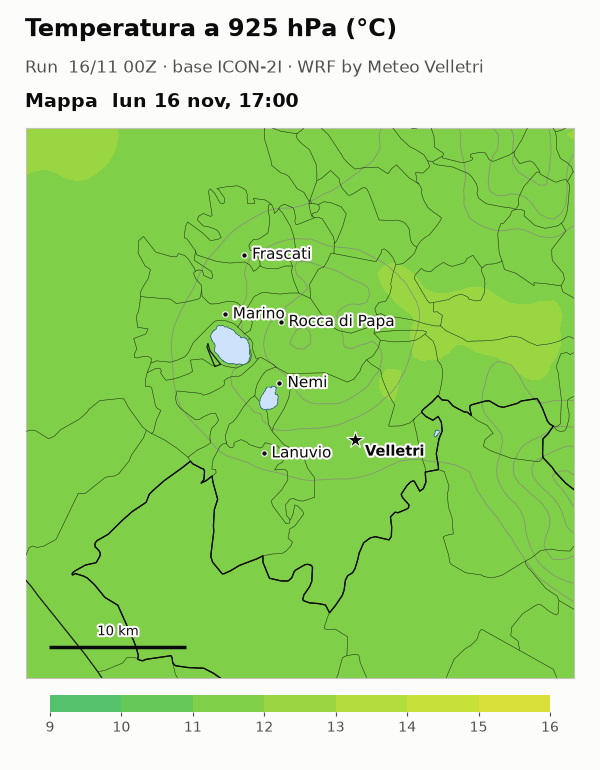 Temperatura a 925 hPa (°C)
Run  16/11 00Z · base ICON-2I · WRF by Meteo Velletri
Mappa  lun 16 nov, 17:00
Frascati
Marino
Rocca di Papa
Nemi
Velletri
Lanuvio
10 km
9 10 11 12 13 14 15 16